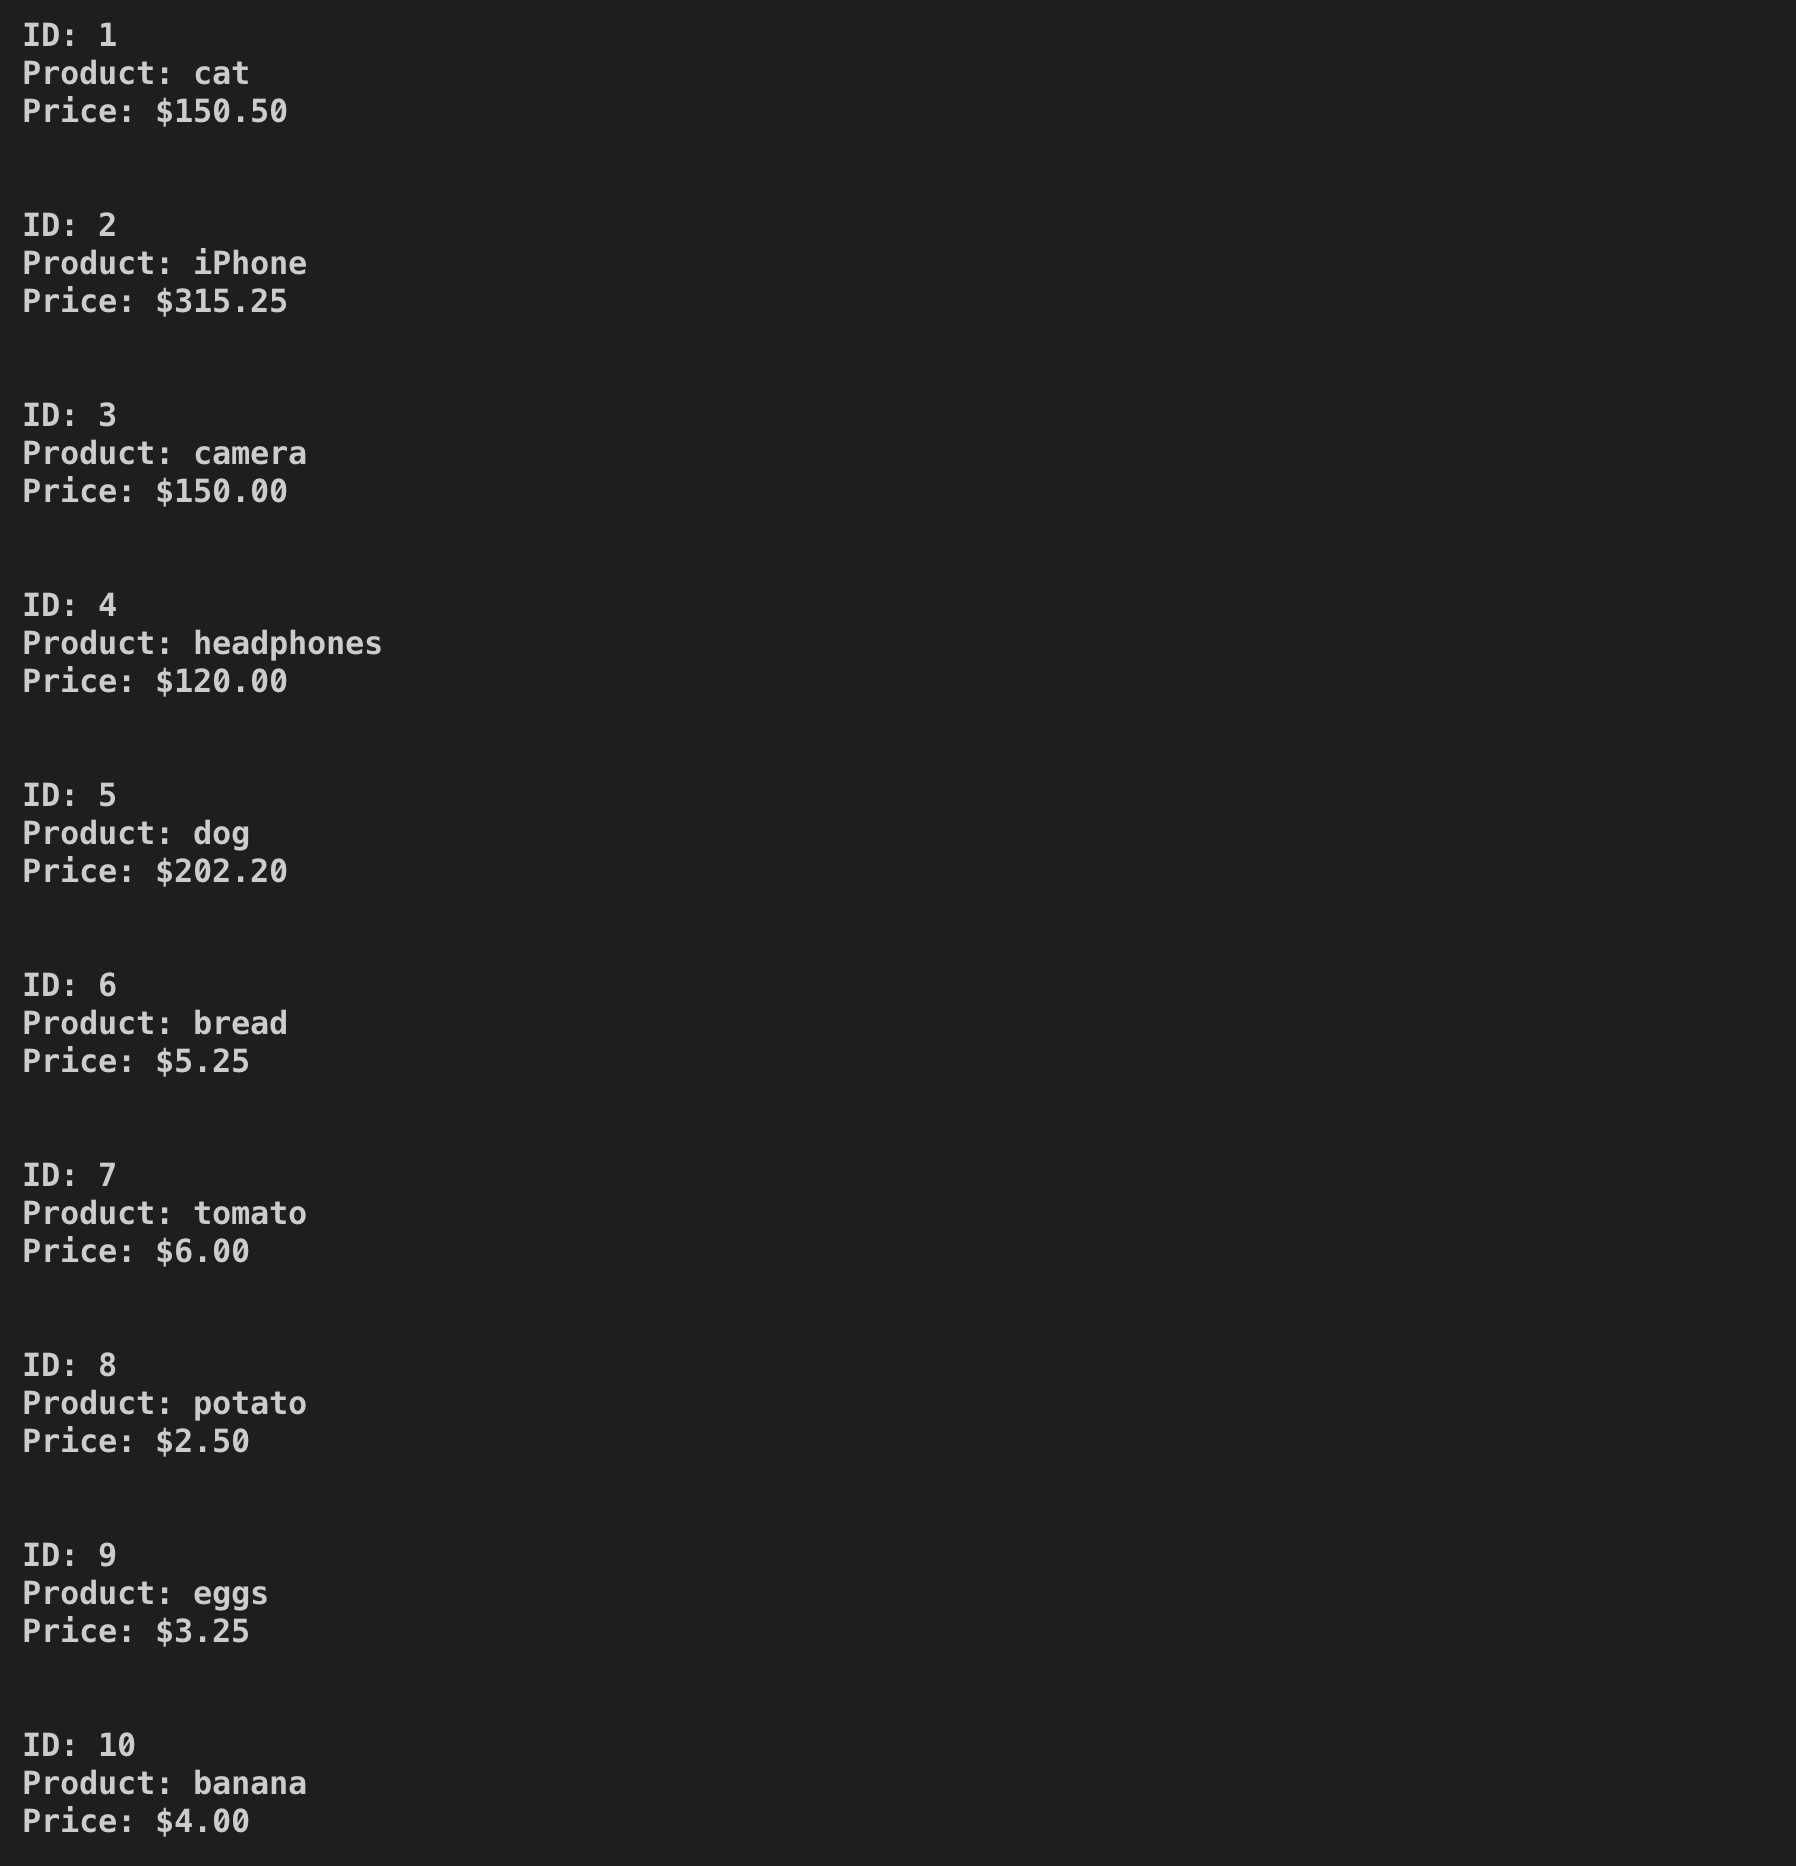 ID: 1
Product: cat
Price: $150.50
ID: 2
Product: iPhone
Price: $315.25
ID: 3
Product: camera
Price: $150.00
ID: 4
Product: headphones
Price: $120.00
ID: 5
Product: dog
Price: $202.20
ID: 6
Product: bread
Price: $5.25
ID: 7
Product: tomato
Price: $6.00
ID: 8
Product: potato
Price: $2.50
ID: 9
Product: eggs
Price: $3.25
ID: 10
Product: banana
Price: $4.00